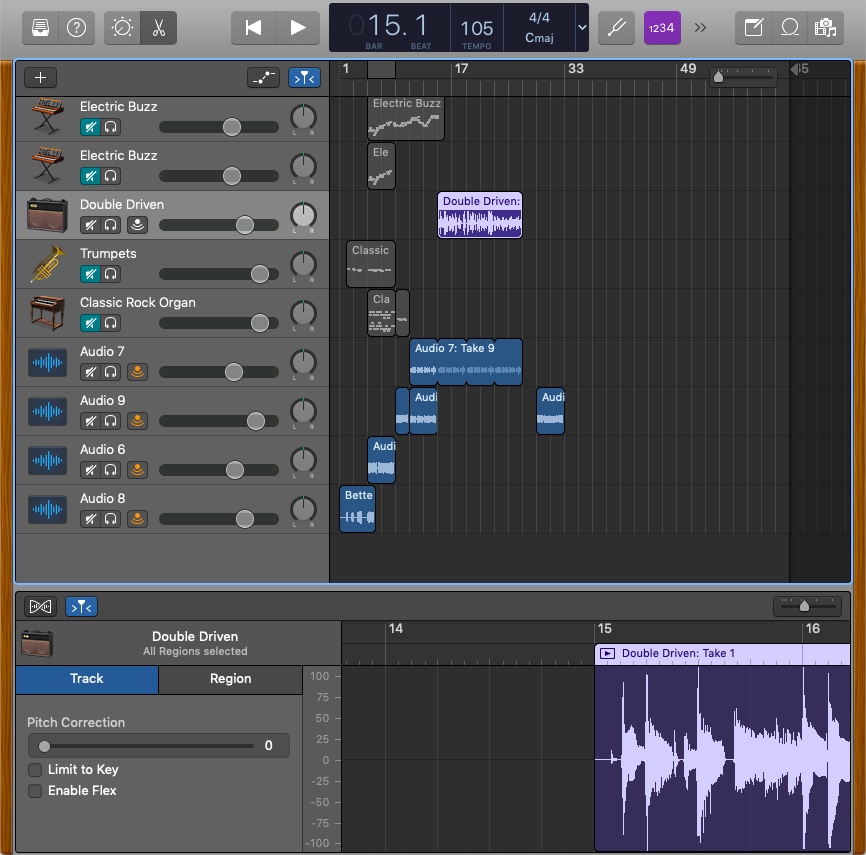 015.1
BAR BEAT
105
TEMPO
4/4
Cmaj
1234
1 17 33 49 65
Electric Buzz
L R
Electric Buzz
Electric Buzz
L R
Ele
Double Driven
L R
Double Driven:
Trumpets
L R
Classic
Classic Rock Organ
L R
Cla
Audio 7
L R
Audio 7: Take 9
Audio 9
L R
Audi
Audi
Audio 6
L R
Audi
Audio 8
L R
Bette
Double Driven
All Regions selected
14 15 16
Double Driven: Take 1
Track
Region
Pitch Correction
0
Limit to Key
Enable Flex
100
75
50
25
0
-25
-50
-75
-100